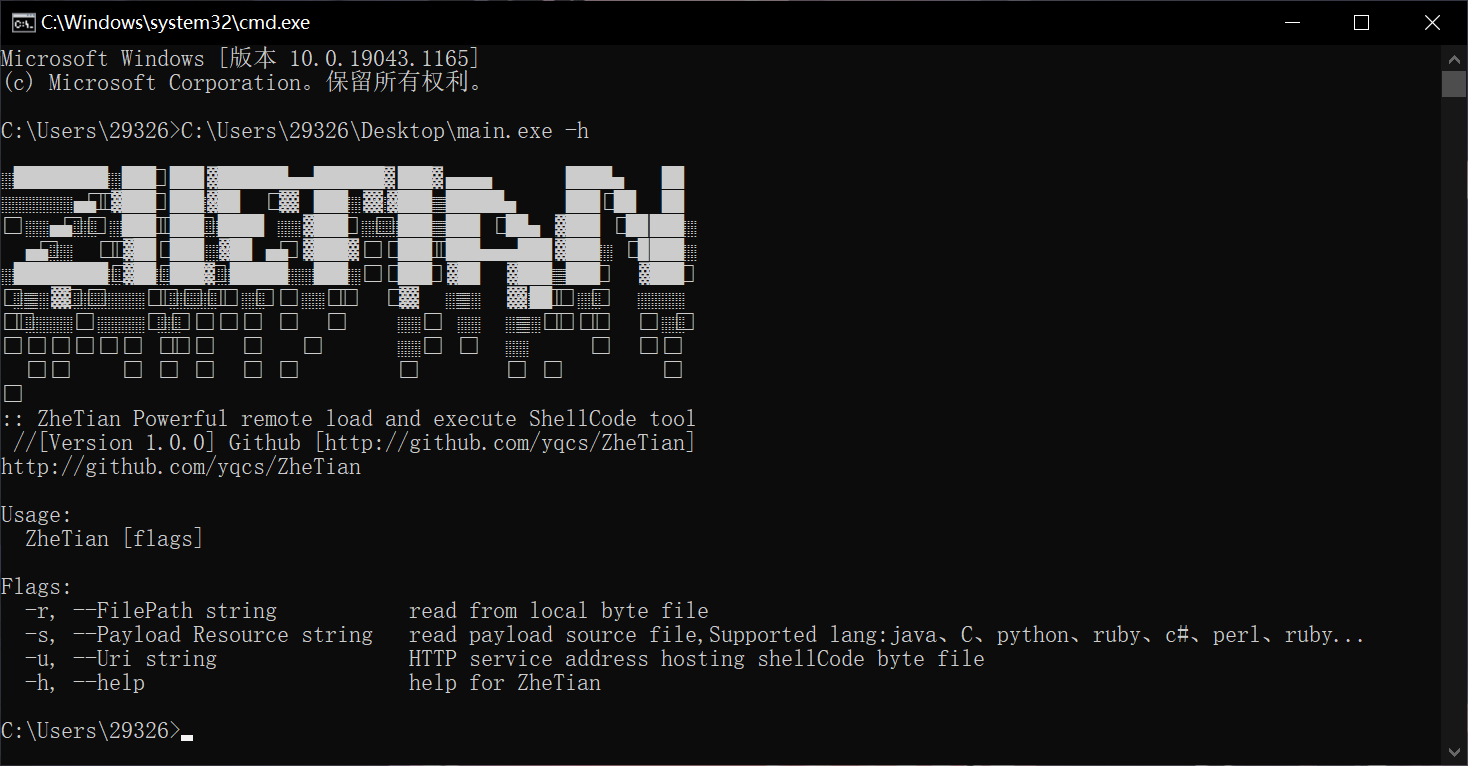 C:\Windows\system32\cmd.exe
Microsoft Windows [版本 10.0.19043.1165]
(c) Microsoft Corporation。保留所有权利。
C:\Users\29326>C:\Users\29326\Desktop\main.exe -h
ZHETIAN
:: ZheTian Powerful remote load and execute ShellCode tool
//[Version 1.0.0] Github [http://github.com/yqcs/ZheTian]
http://github.com/yqcs/ZheTian
Usage:
ZheTian [flags]
Flags:
-r, --FilePath string read from local byte file
-s, --Payload Resource string read payload source file,Supported lang:java、C、python、ruby、c#、perl、ruby...
-u, --Uri string HTTP service address hosting shellCode byte file
-h, --help help for ZheTian
C:\Users\29326>